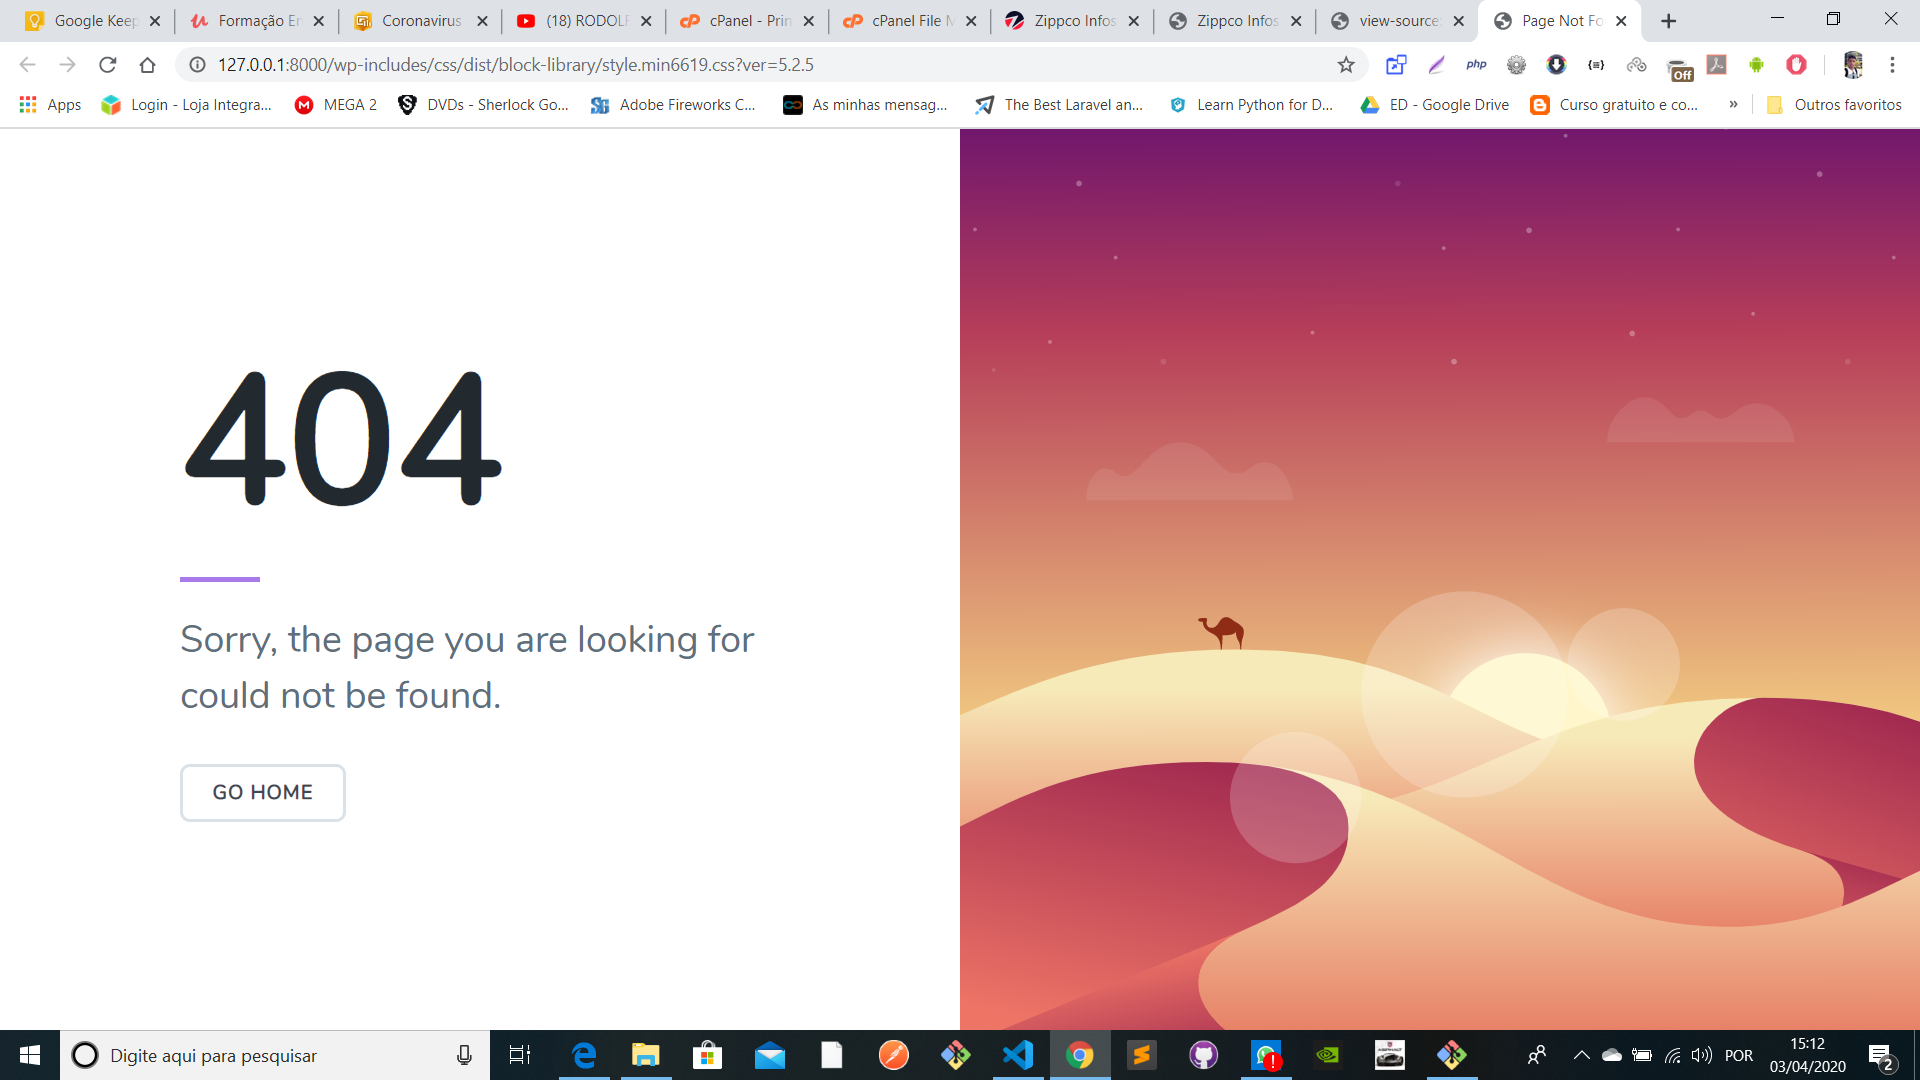 Google Keep
Formação En
Coronavirus
(18) RODOLF
cPanel - Prin
cPanel File M
Zippco Infos
Zippco Infos
view-source:
Page Not Fo
127.0.0.1:8000/wp-includes/css/dist/block-library/style.min6619.css?ver=5.2.5
php
Off
Apps
Login - Loja Integra...
MEGA 2
DVDs - Sherlock Go...
Adobe Fireworks C...
As minhas mensag...
The Best Laravel an...
Learn Python for D...
ED - Google Drive
Curso gratuito e co...
»
Outros favoritos
404
Sorry, the page you are looking for
could not be found.
GO HOME
Digite aqui para pesquisar
POR
15:12
03/04/2020
2